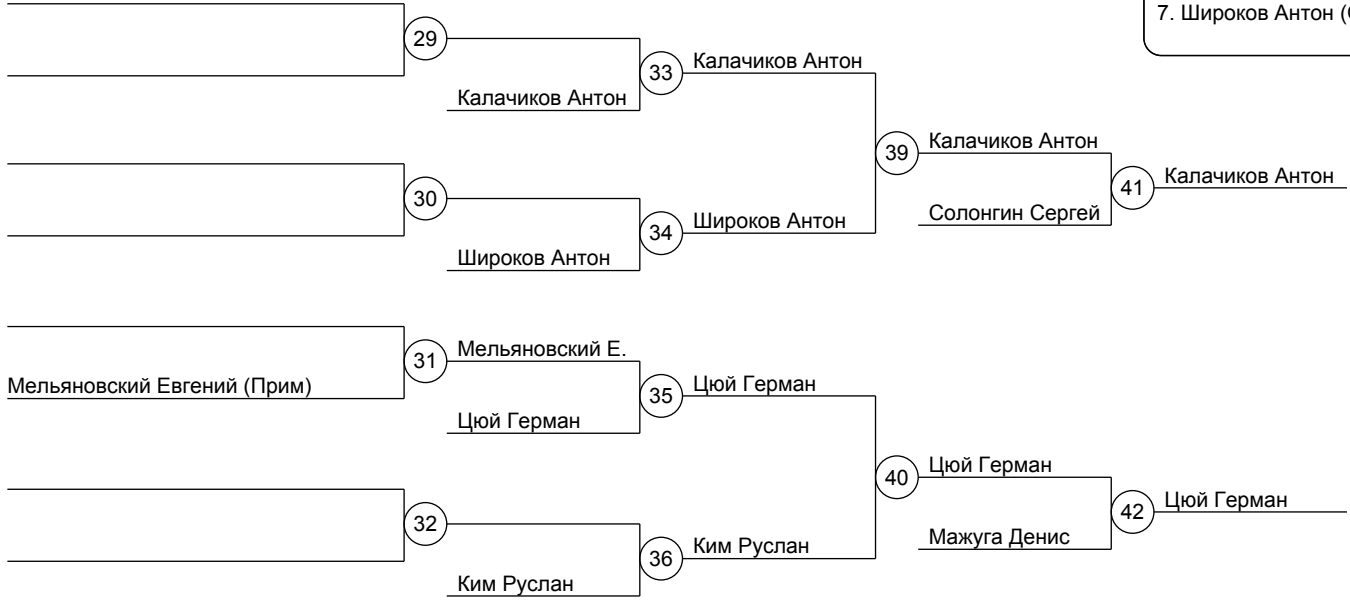 7. Широков Антон (
29
33
Калачиков Антон
Калачиков Антон
39
Калачиков Антон
41
Калачиков Антон
30
Солонгин Сергей
34
Широков Антон
Широков Антон
31
Мельяновский Е.
Мельяновский Евгений (Прим)
35
Цюй Герман
Цюй Герман
40
Цюй Герман
42
Цюй Герман
32
Мажуга Денис
36
Ким Руслан
Ким Руслан